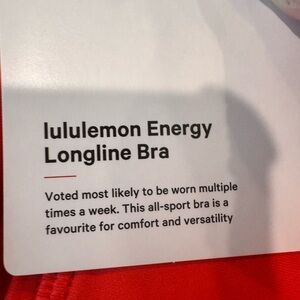 lululemon Energy
Longline Bra
Voted most likely to be worn multiple
times a week. This all-sport bra is a
favourite for comfort and versatility